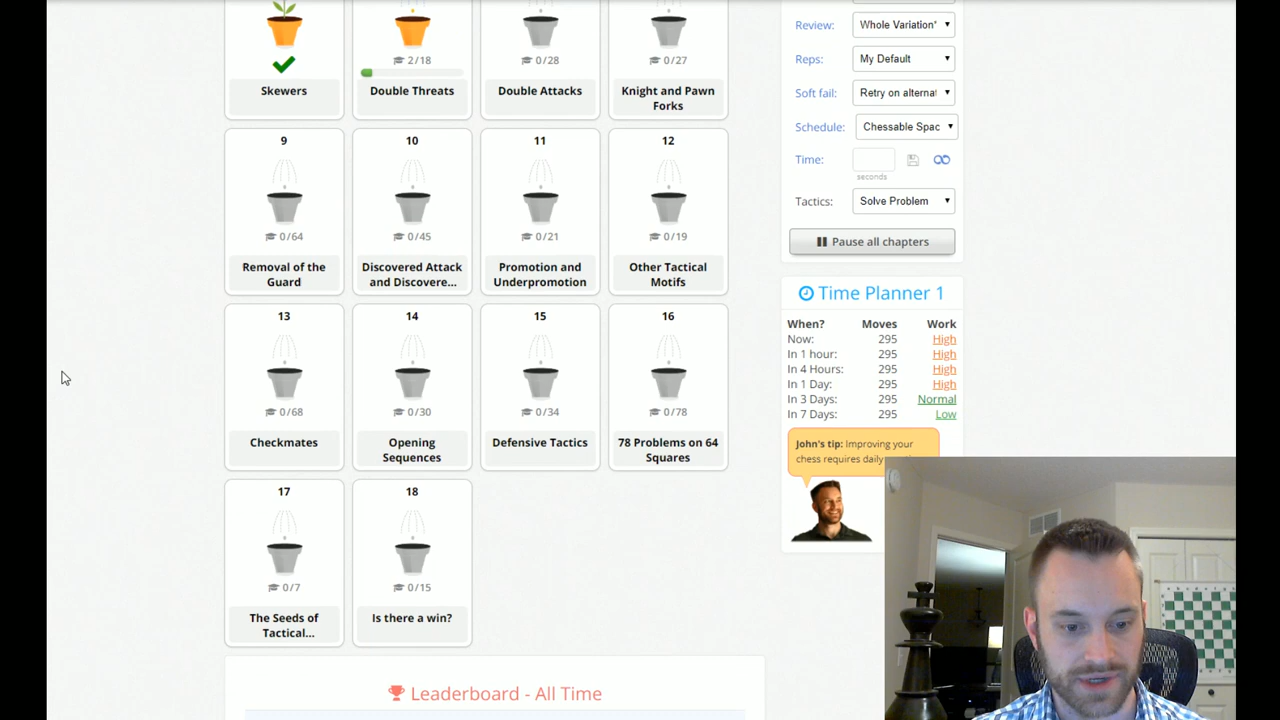 2/18
0/28
0/27
Skewers
Double Threats
Double Attacks
Knight and Pawn
Forks
9
10
11
12
0/64
0/45
0/21
0/19
Removal of the
Guard
Discovered Attack
and Discovere...
Promotion and
Underpromotion
Other Tactical
Motifs
13
14
15
16
0/68
0/30
0/34
0/78
Checkmates
Opening
Sequences
Defensive Tactics
78 Problems on 64
Squares
17
18
0/7
0/15
The Seeds of
Tactical...
Is there a win?
Leaderboard - All Time
Review: Whole Variation*
Reps: My Default
Soft fail: Retry on alternat
Schedule: Chessable Spac
Time:
seconds
Tactics: Solve Problem
Pause all chapters
Time Planner 1
When? Moves Work
Now: 295 High
In 1 hour: 295 High
In 4 Hours: 295 High
In 1 Day: 295 High
In 3 Days: 295 Normal
In 7 Days: 295 Low
John's tip: Improving your
chess requires daily